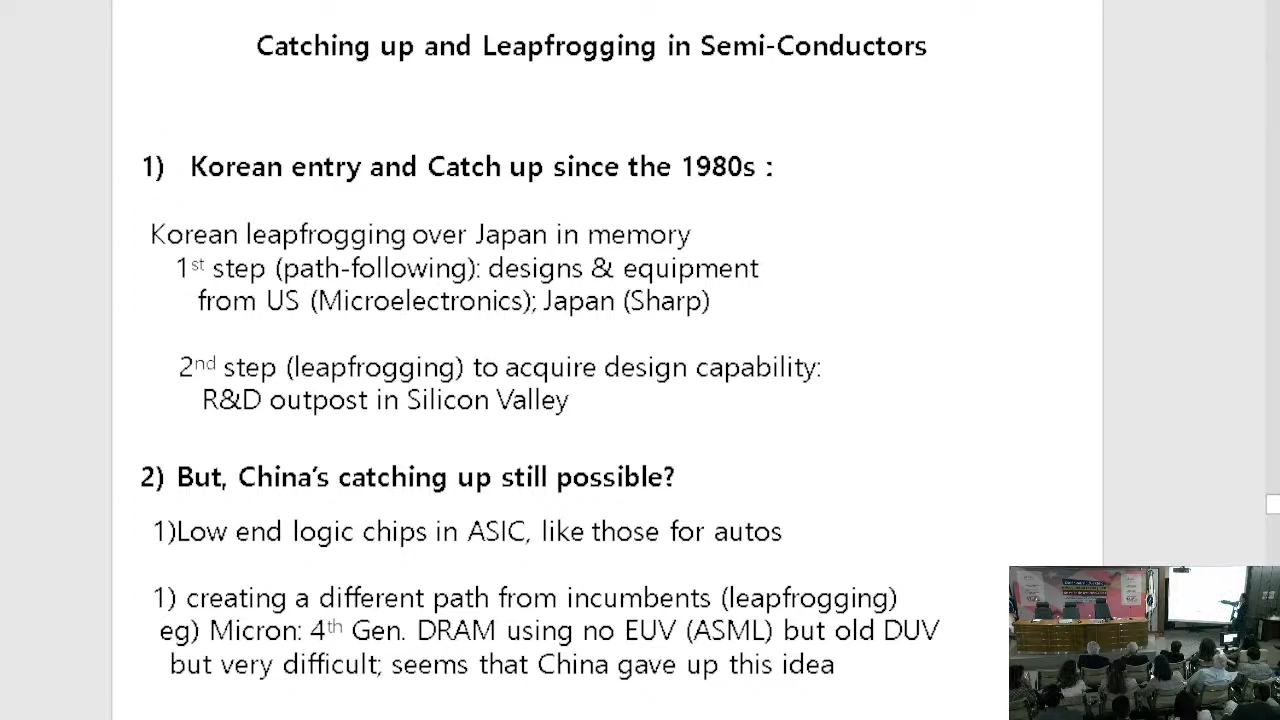 Catching up and Leapfrogging in Semi-Conductors
1) Korean entry and Catch up since the 1980s :
Korean leapfrogging over Japan in memory
1st step (path-following): designs & equipment
from US (Microelectronics); Japan (Sharp)
2nd step (leapfrogging) to acquire design capability:
R&D outpost in Silicon Valley
2) But, China's catching up still possible?
1)Low end logic chips in ASIC, like those for autos
1) creating a different path from incumbents (leapfrogging)
eg) Micron: 4th Gen. DRAM using no EUV (ASML) but old DUV
but very difficult; seems that China gave up this idea